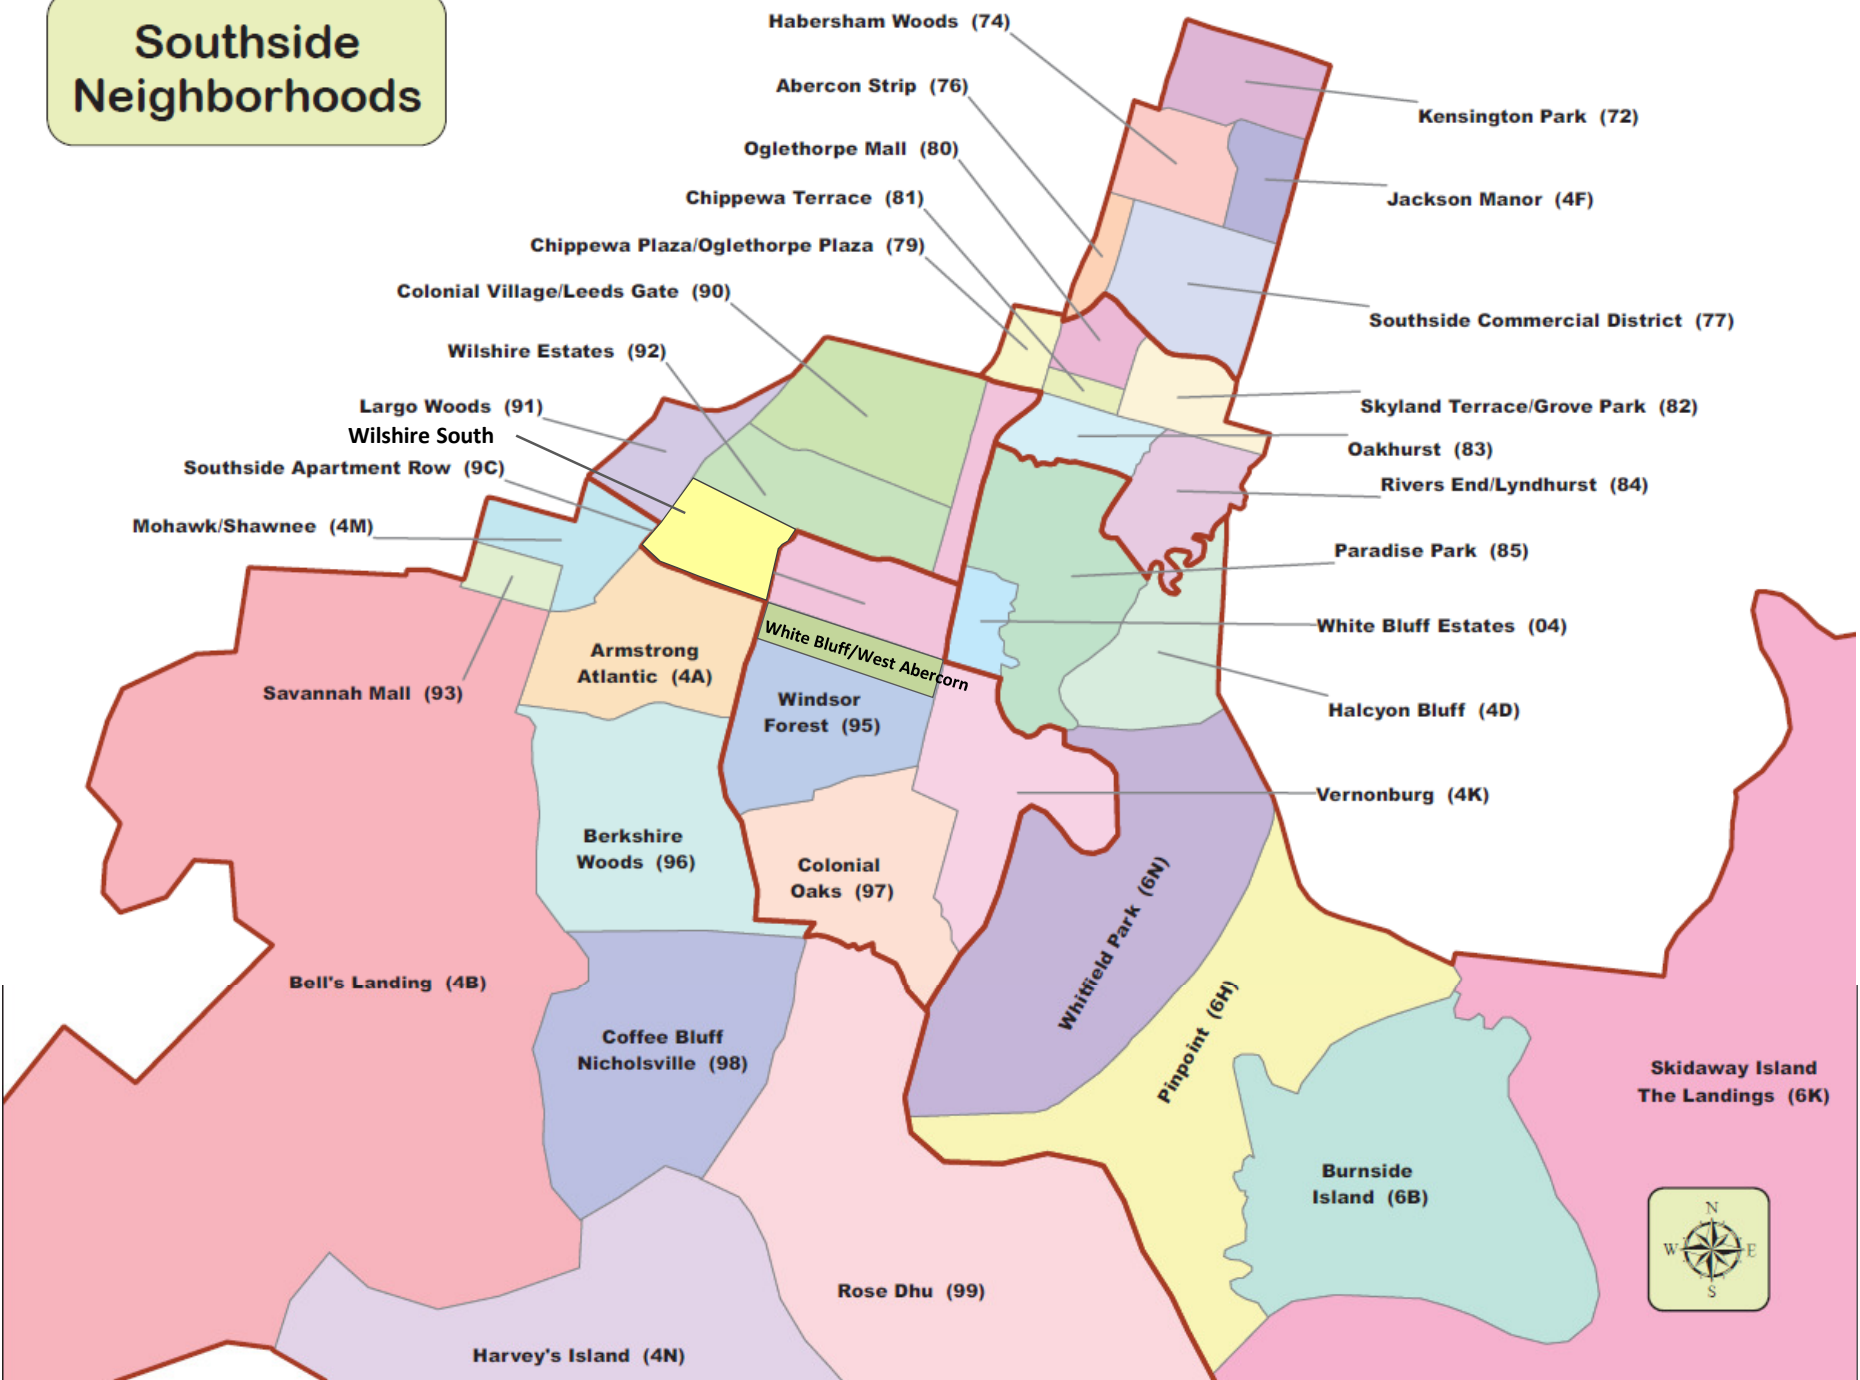 Southside
Neighborhoods
Habersham Woods (74)
Abercon Strip (76)
Oglethorpe Mall (80)
Chippewa Terrace (81)
Chippewa Plaza/Oglethorpe Plaza (79)
Colonial Village/Leeds Gate (90)
Wilshire Estates (92)
Largo Woods (91)
Wilshire South
Southside Apartment Row (9C)
Mohawk/Shawnee (4M)
Kensington Park (72)
Jackson Manor (4F)
Southside Commercial District (77)
Skyland Terrace/Grove Park (82)
Oakhurst (83)
Rivers End/Lyndhurst (84)
Paradise Park (85)
White Bluff Estates (04)
Halcyon Bluff (4D)
Vernonburg (4K)
Savannah Mall (93)
Armstrong
Atlantic (4A)
White Bluff/West Abercorn
Windsor
Forest (95)
Berkshire
Woods (96)
Colonial
Oaks (97)
Whitfield Park (6N)
Pinpoint (6H)
Bell's Landing (4B)
Coffee Bluff
Nicholsville (98)
Skidaway Island
The Landings (6K)
Burnside
Island (6B)
Rose Dhu (99)
Harvey's Island (4N)
N
W E
S